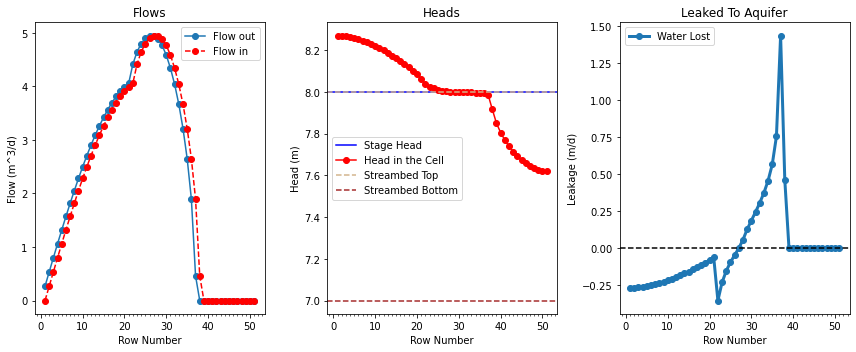 Flows
Flow (m^3/d)
5
4
3
2
1
0
Flow out
Flow in
0 10 20 30 40 50
Row Number
Heads
Head (m)
8.2
8.0
7.8
7.6
7.4
7.2
7.0
Stage Head
Head in the Cell
Streambed Top
Streambed Bottom
0 10 20 30 40 50
Row Number
Leaked To Aquifer
Leakage (m/d)
1.50
1.25
1.00
0.75
0.50
0.25
0.00
−0.25
Water Lost
0 10 20 30 40 50
Row Number